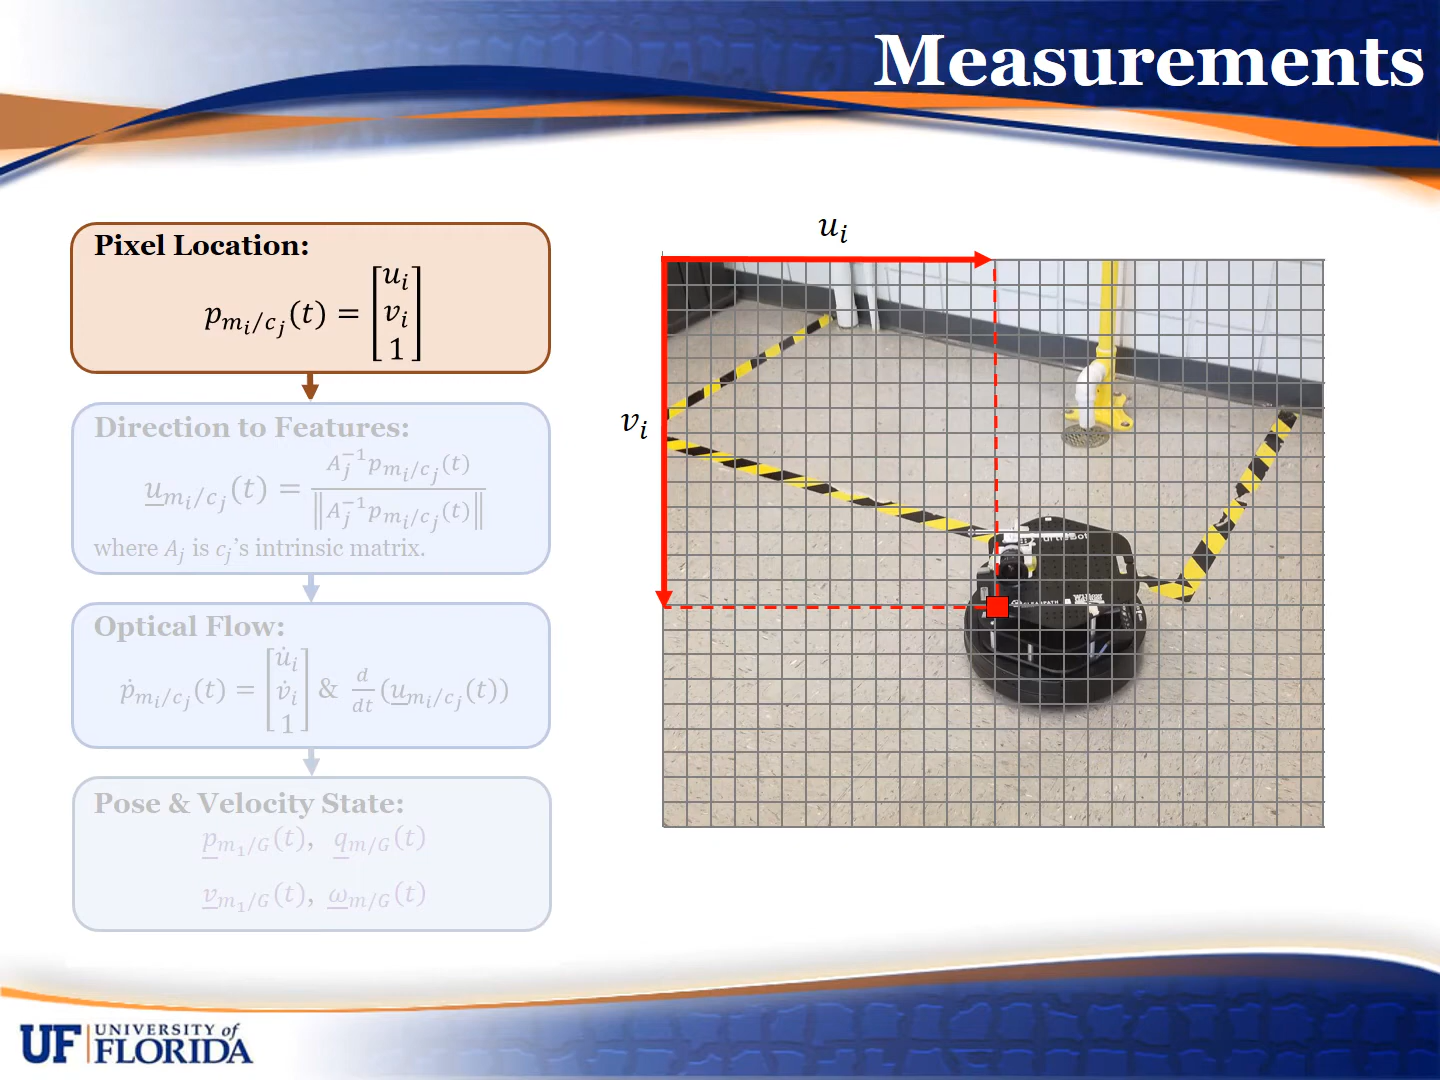 Measurements
Pixel Location:
p_{m_i/c_j}(t) = [u_i v_i 1]
Direction to Features:
u_{m_i/c_j}(t) = A_j^{-1}p_{m_i/c_j}(t) / ‖A_j^{-1}p_{m_i/c_j}(t)‖
where A_j is c_j's intrinsic matrix.
Optical Flow:
ṗ_{m_i/c_j}(t) = [u̇_i v̇_i 1] & d/dt(u_{m_i/c_j}(t))
Pose & Velocity State:
p_{m_1/G}(t), q_{m/G}(t)
v_{m_1/G}(t), ω_{m/G}(t)
u_i
v_i
UF UNIVERSITY of
FLORIDA